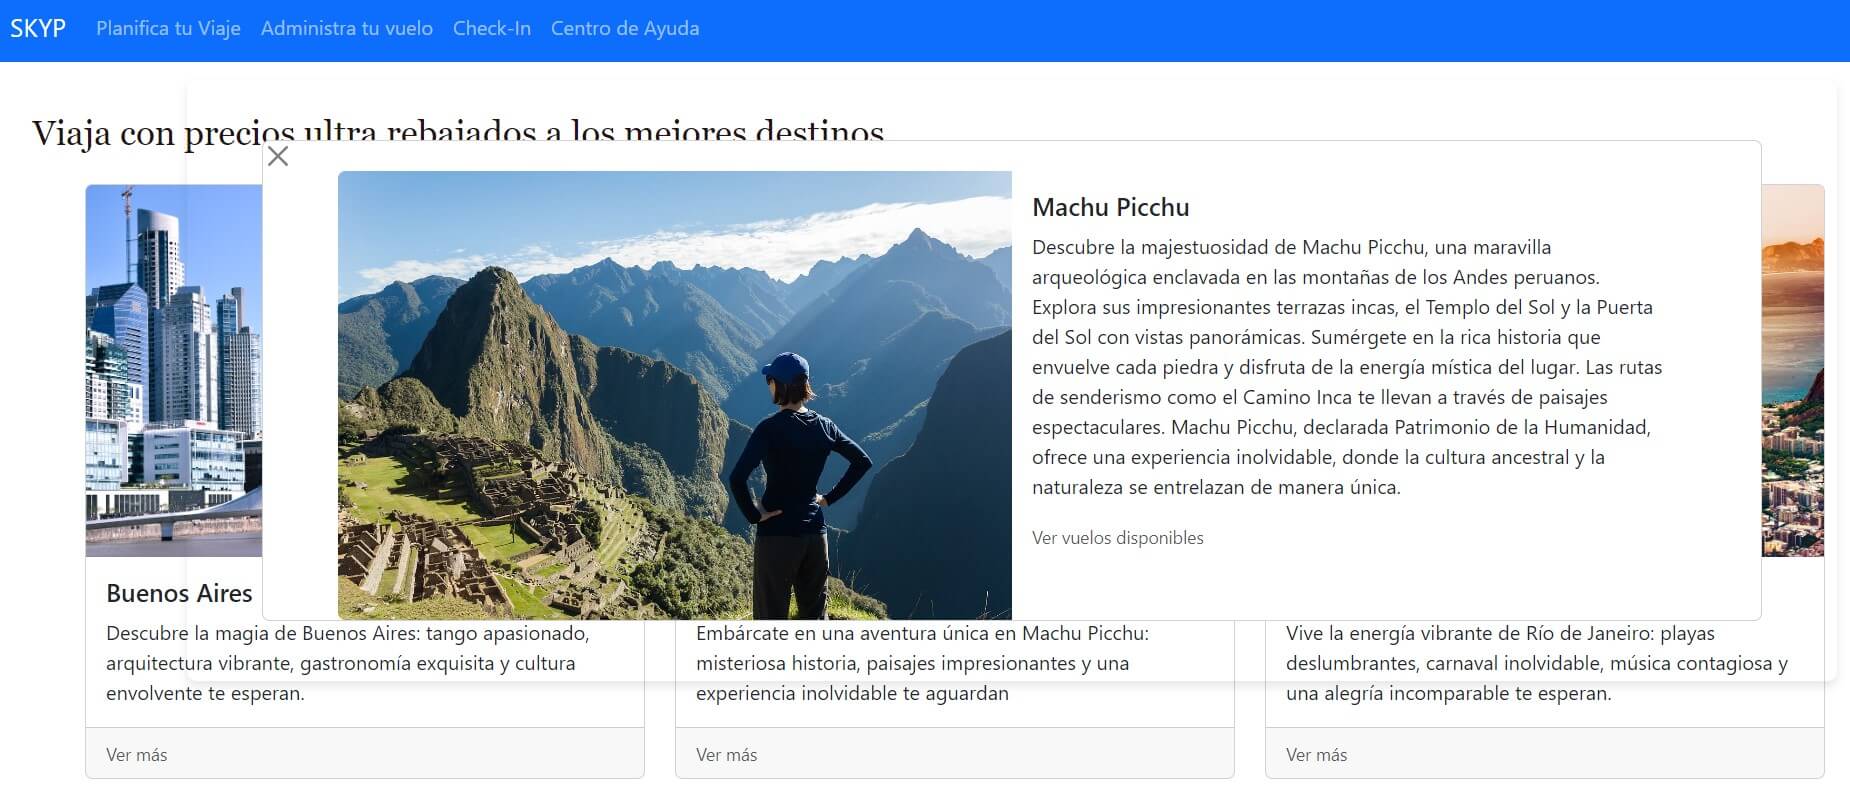 SKYP Planifica tu Viaje Administra tu vuelo Check-In Centro de Ayuda
Viaja con precios ultra rebajados a los mejores destinos
Machu Picchu
Descubre la majestuosidad de Machu Picchu, una maravilla
arqueológica enclavada en las montañas de los Andes peruanos.
Explora sus impresionantes terrazas incas, el Templo del Sol y la Puerta
del Sol con vistas panorámicas. Sumérgete en la rica historia que
envuelve cada piedra y disfruta de la energía mística del lugar. Las rutas
de senderismo como el Camino Inca te llevan a través de paisajes
espectaculares. Machu Picchu, declarada Patrimonio de la Humanidad,
ofrece una experiencia inolvidable, donde la cultura ancestral y la
naturaleza se entrelazan de manera única.
Ver vuelos disponibles
Buenos Aires
Descubre la magia de Buenos Aires: tango apasionado,
arquitectura vibrante, gastronomía exquisita y cultura
envolvente te esperan.
Ver más
Embárcate en una aventura única en Machu Picchu:
misteriosa historia, paisajes impresionantes y una
experiencia inolvidable te aguardan
Ver más
Vive la energía vibrante de Río de Janeiro: playas
deslumbrantes, carnaval inolvidable, música contagiosa y
una alegría incomparable te esperan.
Ver más